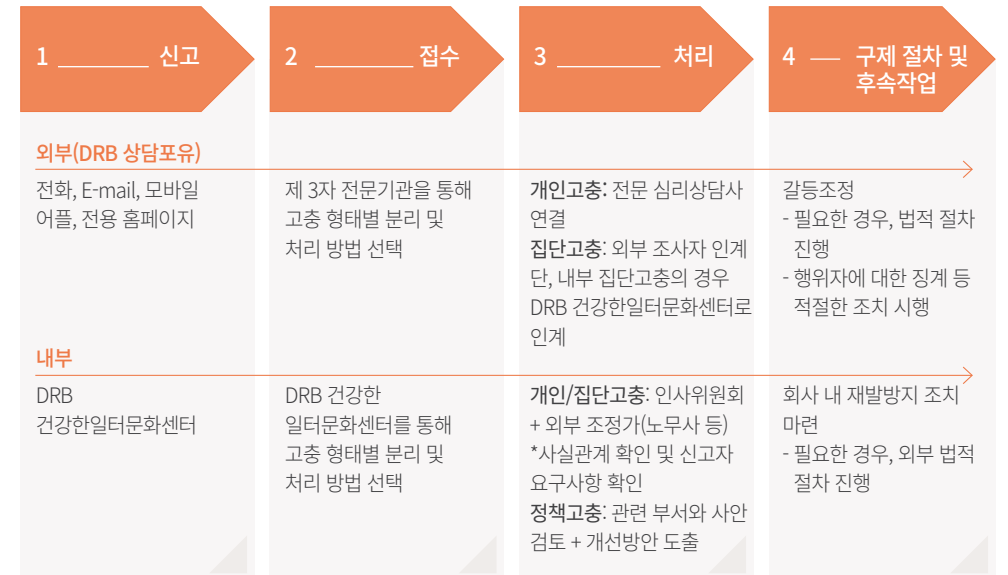 1 ________ 신고
2 ________ 접수
3 ________ 처리
4 — 구제 절차 및
후속작업
외부(DRB 상담포유)
전화, E-mail, 모바일
어플, 전용 홈페이지
제 3자 전문기관을 통해
고충 형태별 분리 및
처리 방법 선택
개인고충: 전문 심리상담사
연결
집단고충: 외부 조사자 인계
단, 내부 집단고충의 경우
DRB 건강한일터문화센터로
인계
갈등조정
- 필요한 경우, 법적 절차
진행
- 행위자에 대한 징계 등
적절한 조치 시행
내부
DRB
건강한일터문화센터
DRB 건강한
일터문화센터를 통해
고충 형태별 분리 및
처리 방법 선택
개인/집단고충: 인사위원회
+ 외부 조정가(노무사 등)
*사실관계 확인 및 신고자
요구사항 확인
정책고충: 관련 부서와 사안
검토 + 개선방안 도출
회사 내 재발방지 조치
마련
- 필요한 경우, 외부 법적
절차 진행